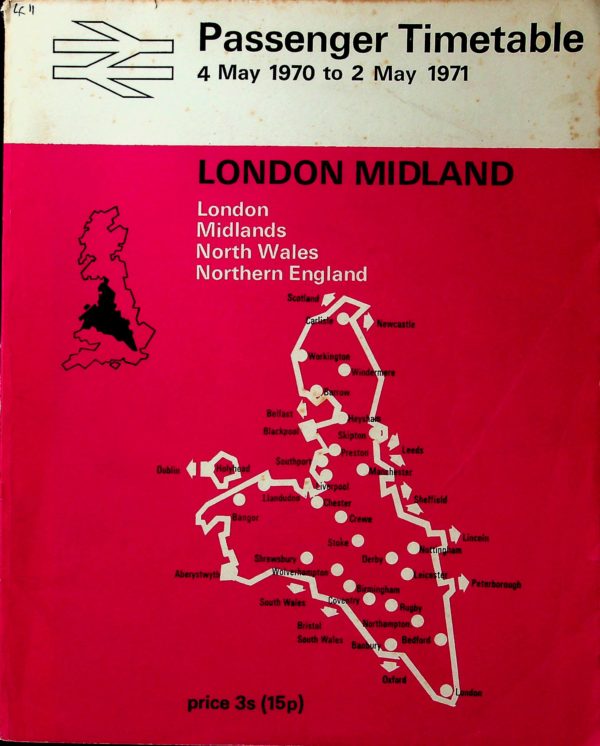 Passenger Timetable
4 May 1970 to 2 May 1971
LONDON MIDLAND
London
Midlands
North Wales
Northern England
Scotland
Carlisle
Newcastle
Workington
Windermere
Barrow
Belfast
Heysham
Blackpool
Skipton
Leeds
Preston
Southport
Manchester
Dublin
Holyhead
Liverpool
Llandudno
Chester
Sheffield
Bangor
Crewe
Lincoln
Stoke
Nottingham
Shrewsbury
Derby
Aberystwyth
Wolverhampton
Leicester
Peterborough
Birmingham
South Wales
Coventry
Rugby
Bristol
South Wales
Northampton
Bedford
Banbury
Oxford
London
price 3s (15p)